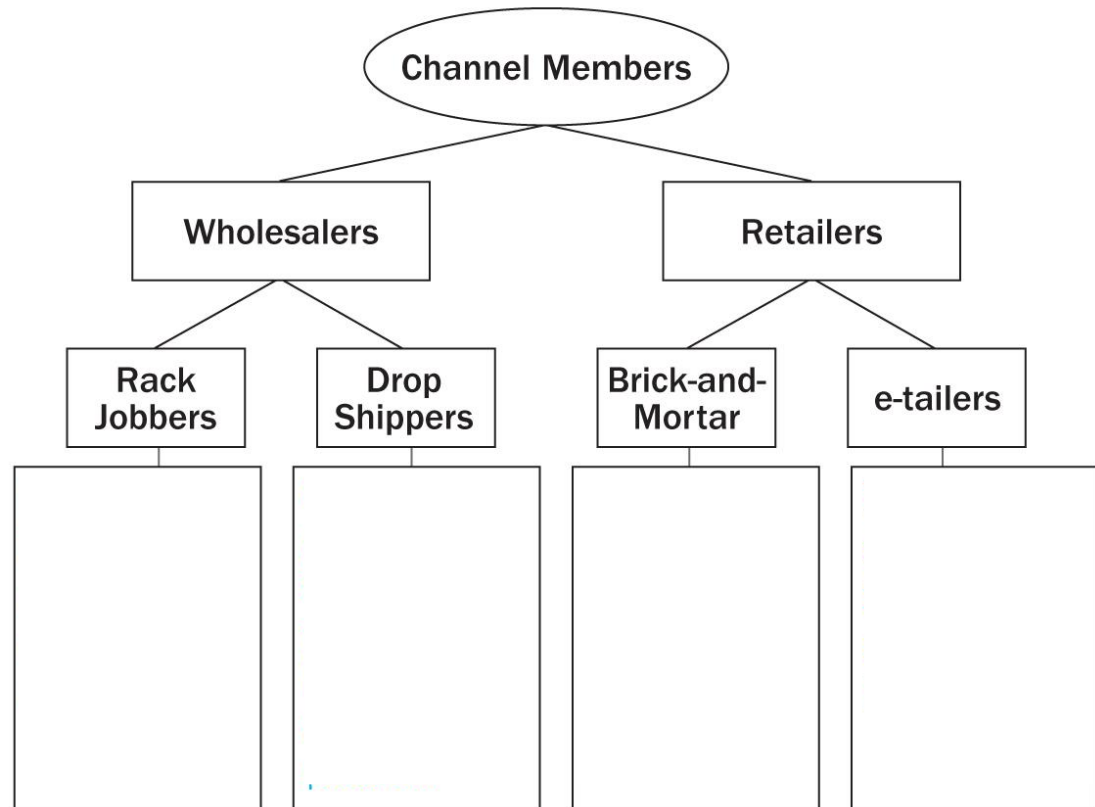 Channel Members
Wholesalers
Retailers
Rack
Jobbers
Drop
Shippers
Brick-and-
Mortar
e-tailers